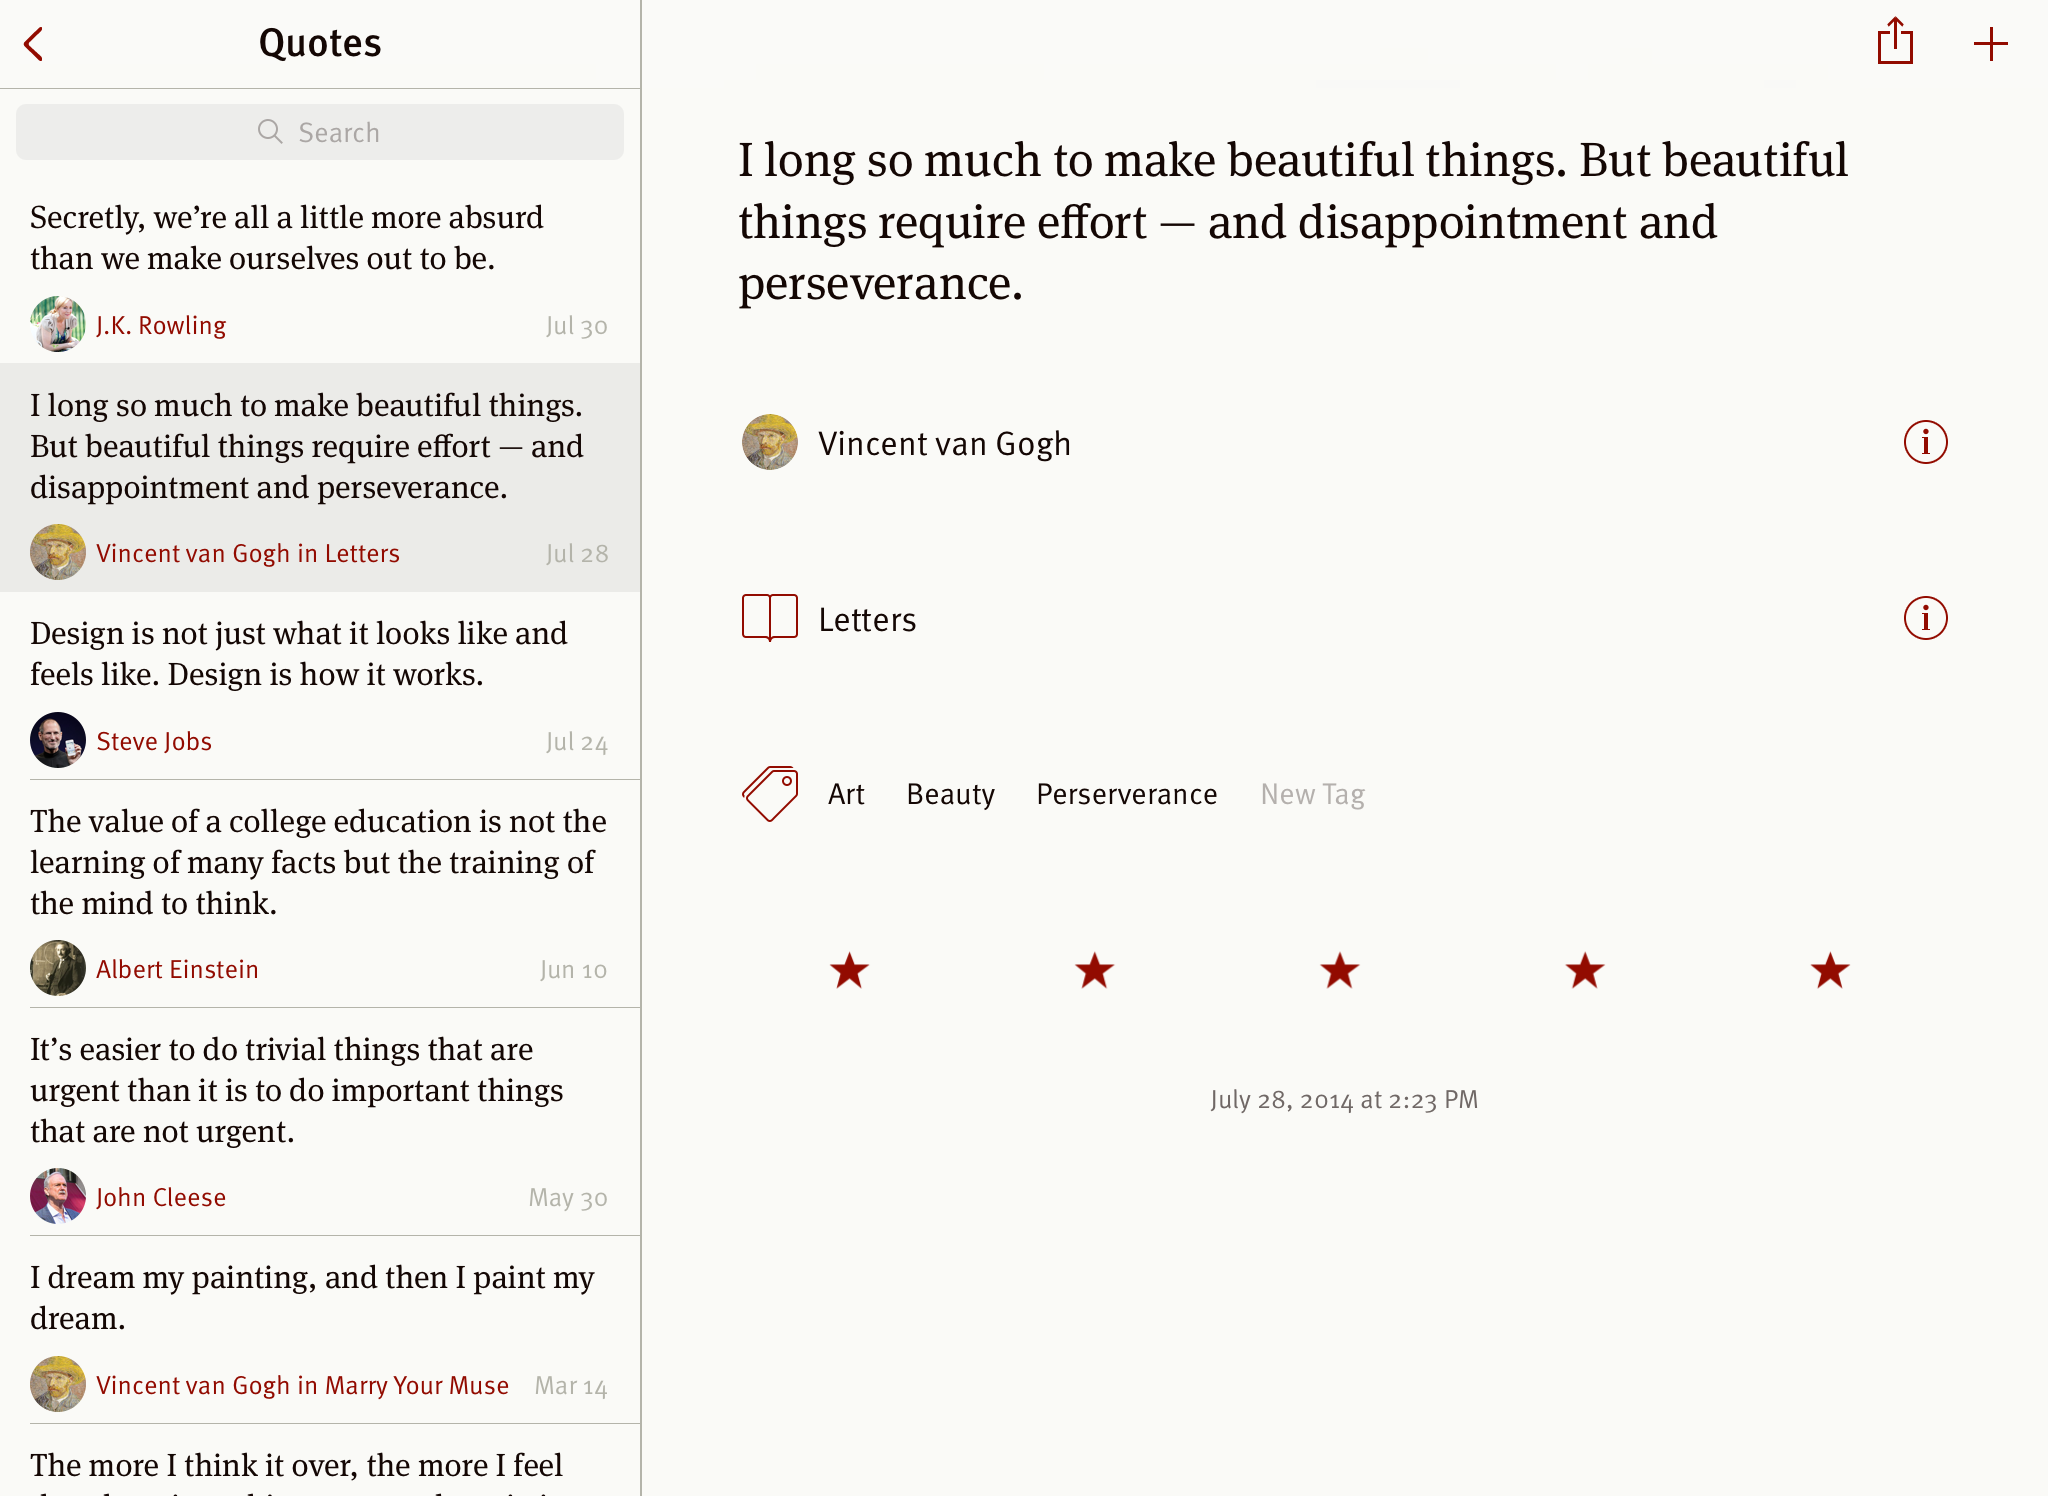 Quotes
Search
Secretly, we’re all a little more absurd
than we make ourselves out to be.
J.K. Rowling
Jul 30
I long so much to make beautiful things.
But beautiful things require effort — and
disappointment and perseverance.
Vincent van Gogh in Letters
Jul 28
Design is not just what it looks like and
feels like. Design is how it works.
Steve Jobs
Jul 24
The value of a college education is not the
learning of many facts but the training of
the mind to think.
Albert Einstein
Jun 10
It’s easier to do trivial things that are
urgent than it is to do important things
that are not urgent.
John Cleese
May 30
I dream my painting, and then I paint my
dream.
Vincent van Gogh in Marry Your Muse
Mar 14
The more I think it over, the more I feel
I long so much to make beautiful things. But beautiful
things require effort — and disappointment and
perseverance.
Vincent van Gogh
Letters
Art
Beauty
Perserverance
New Tag
July 28, 2014 at 2:23 PM